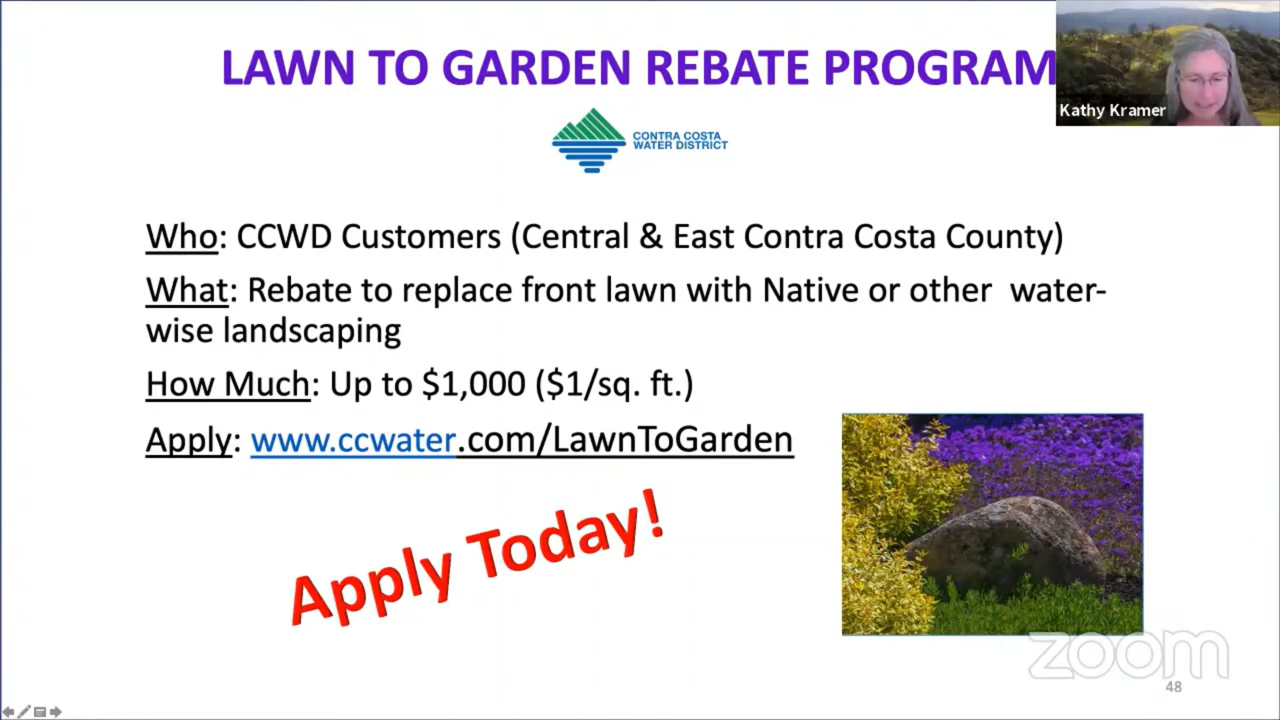 LAWN TO GARDEN REBATE PROGRAM
Kathy Kramer
CONTRA COSTA
WATER DISTRICT
Who: CCWD Customers (Central & East Contra Costa County)
What: Rebate to replace front lawn with Native or other water-
wise landscaping
How Much: Up to $1,000 ($1/sq. ft.)
Apply: www.ccwater.com/LawnToGarden
Apply Today!
zoom
48